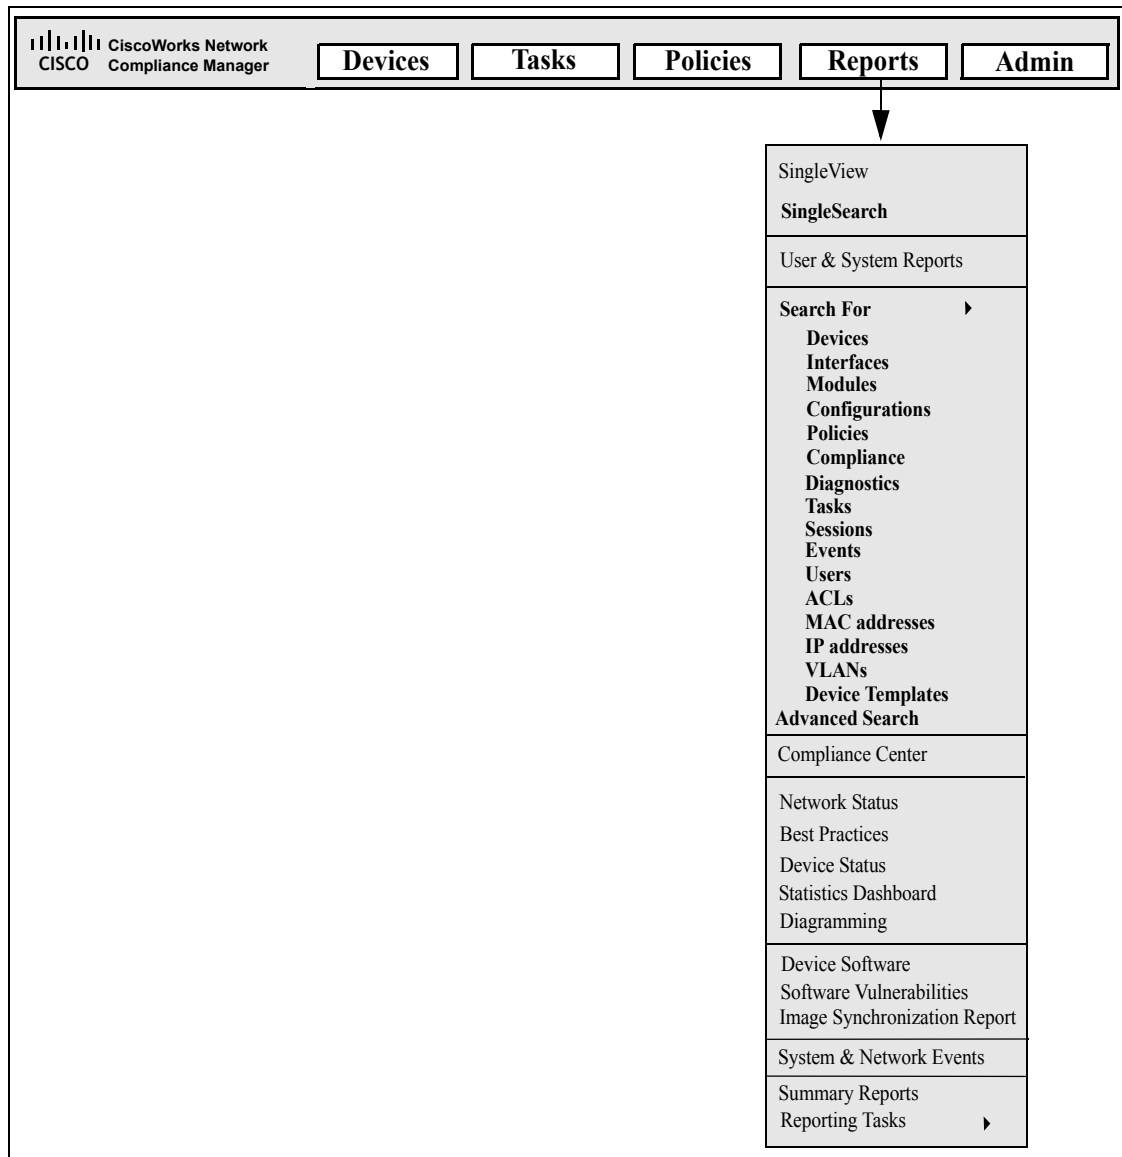 CISCO
CiscoWorks Network
Compliance Manager
Devices
Tasks
Policies
Reports
Admin
SingleView
SingleSearch
User & System Reports
Search For
Devices
Interfaces
Modules
Configurations
Policies
Compliance
Diagnostics
Tasks
Sessions
Events
Users
ACLs
MAC addresses
IP addresses
VLANs
Device Templates
Advanced Search
Compliance Center
Network Status
Best Practices
Device Status
Statistics Dashboard
Diagramming
Device Software
Software Vulnerabilities
Image Synchronization Report
System & Network Events
Summary Reports
Reporting Tasks